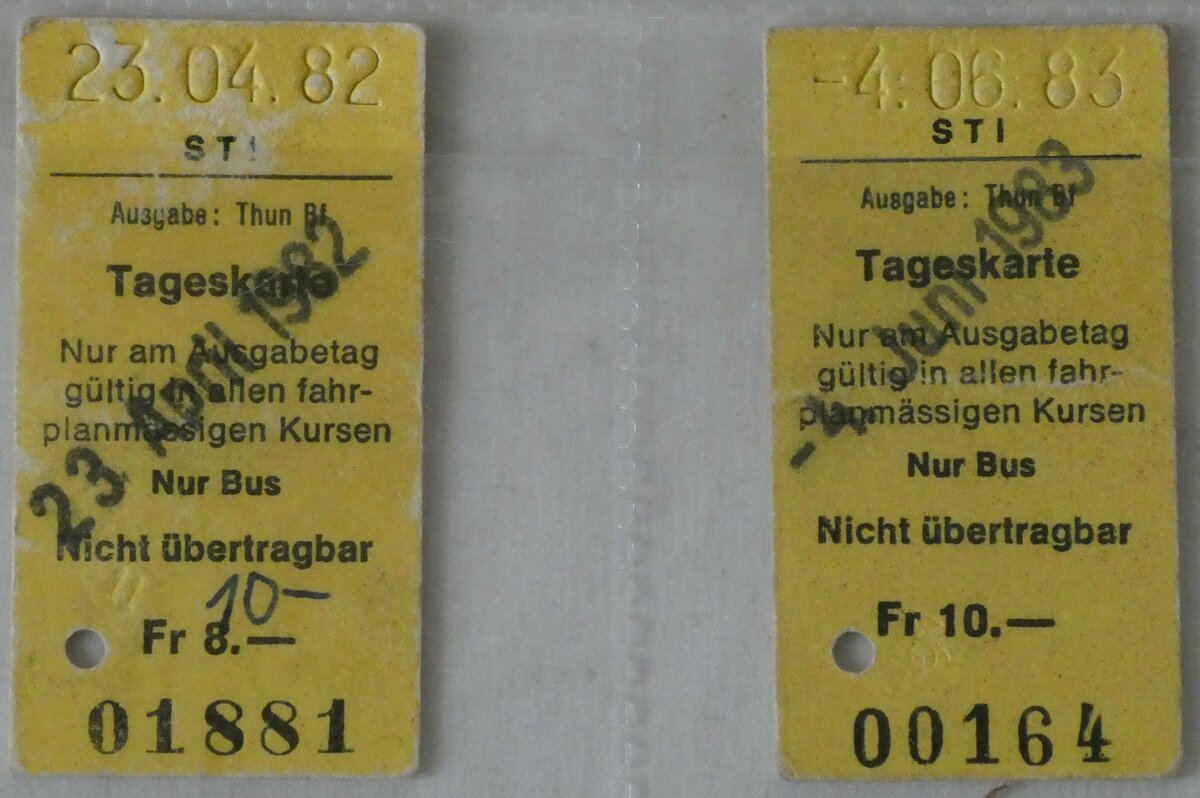 23.04.82
STI
Ausgabe: Thun Bf
Tageskarte
23. April 1982
Nur am Ausgabetag
gültig in allen fahr-
planmässigen Kursen
Nur Bus
Nicht übertragbar
10-
Fr 8.—
01881
-4.06.83
STI
Ausgabe: Thun Bf
Tageskarte
-4. Juni 1983
Nur am Ausgabetag
gültig in allen fahr-
planmässigen Kursen
Nur Bus
Nicht übertragbar
Fr 10.—
00164